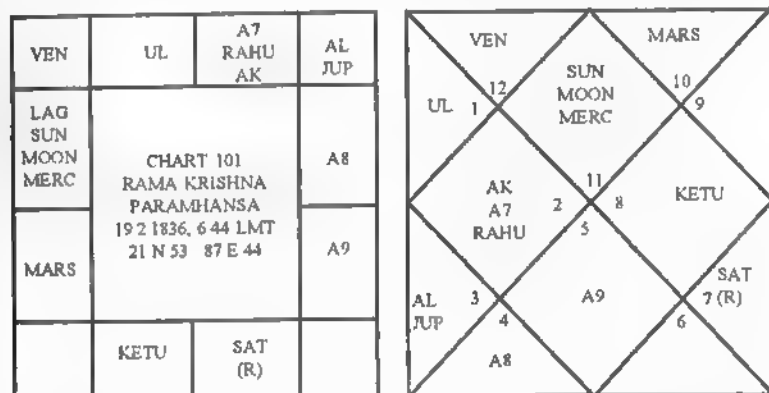 VEN
UL
A7
RAHU
AK
AL
JUP
LAG
SUN
MOON
MERC
CHART 101
RAMA KRISHNA
PARAMHANSA
19 2 1836, 6 44 LMT
21 N 53 87 E 44
A8
MARS
A9
KETU
SAT
(R)
VEN
MARS
SUN
MOON
MERC
12
10
UL
1
9
AK
A7
RAHU
2
11
8
5
KETU
AL
JUP
3
4
A9
SAT
(R)
7
6
A8